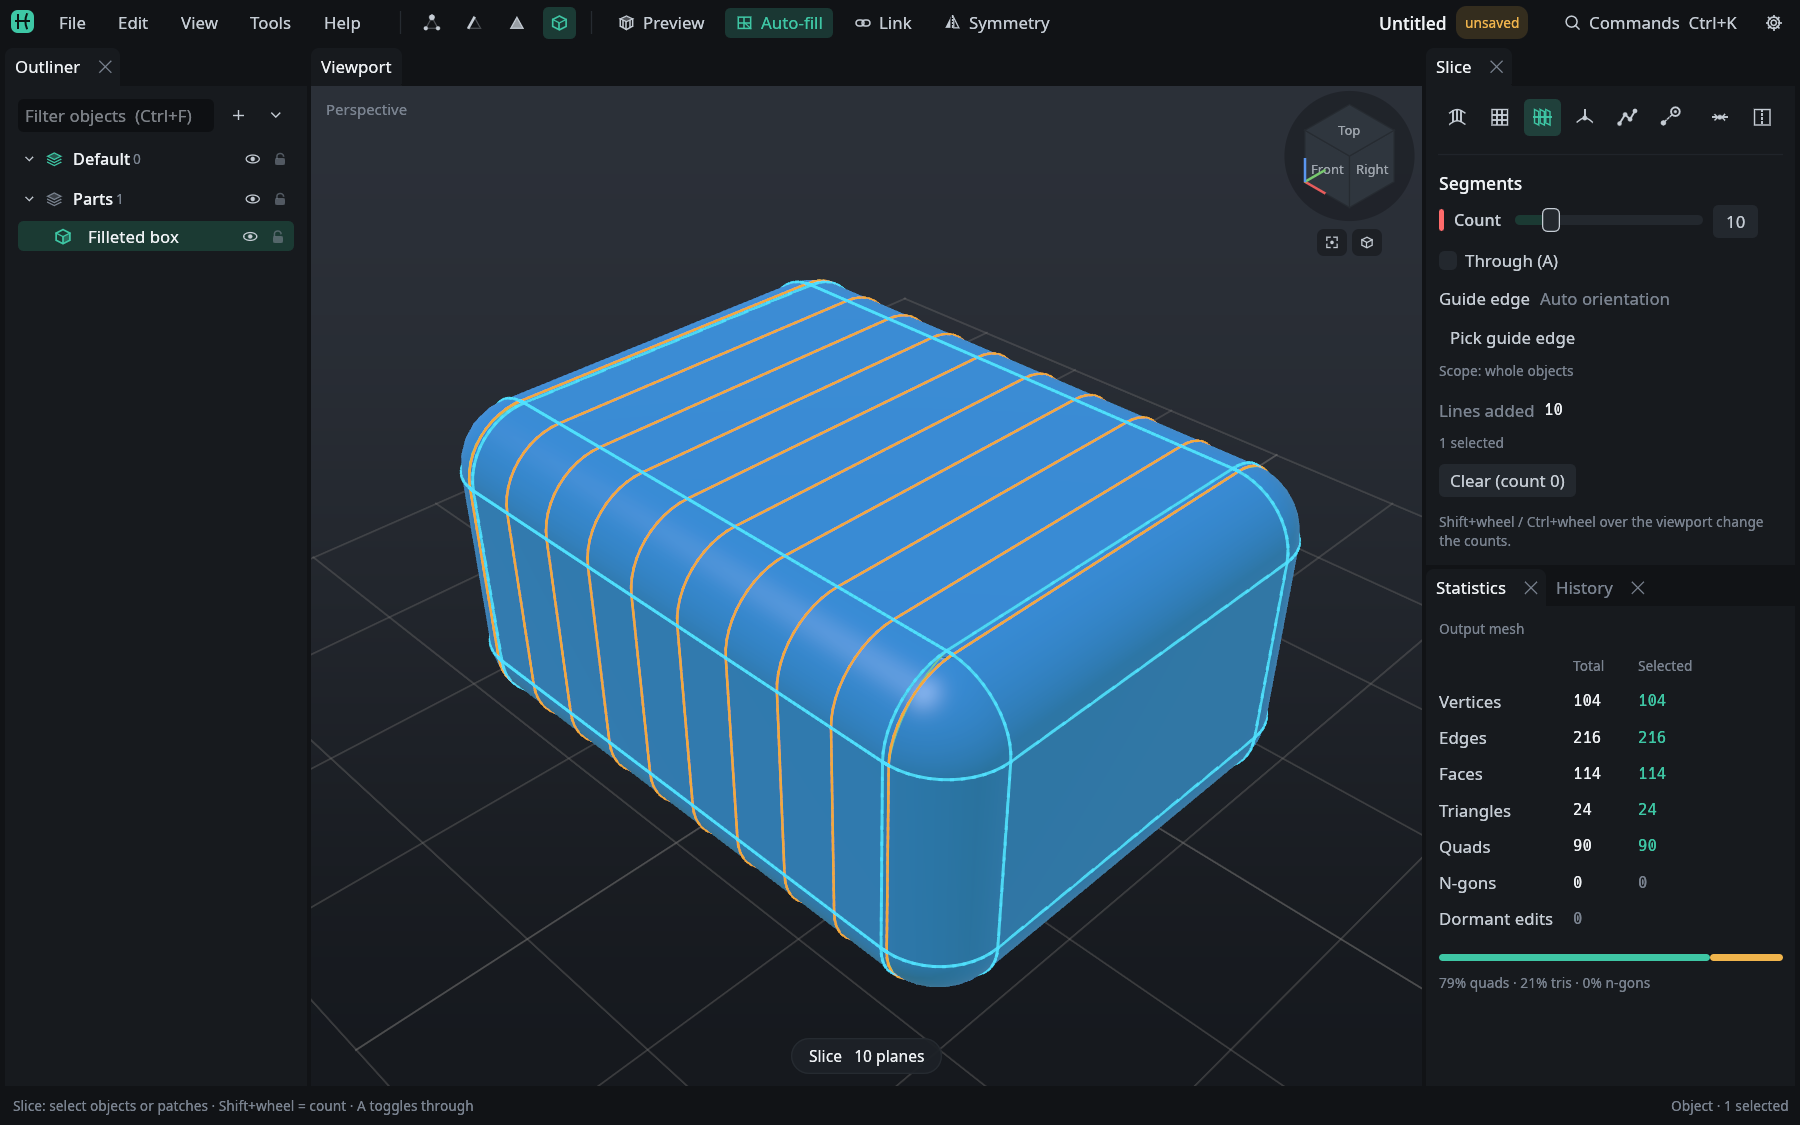 File Edit View Tools Help Preview Auto-fill Link Symmetry Untitled unsaved Commands Ctrl+K
Outliner
Viewport
Slice
Filter objects (Ctrl+F)
Default 0
Parts 1
Filleted box
Perspective
Top
Front
Right
Segments
Count 10
Through (A)
Guide edge Auto orientation
Pick guide edge
Scope: whole objects
Lines added 10
1 selected
Clear (count 0)
Shift+wheel / Ctrl+wheel over the viewport change
the counts.
Statistics History
Output mesh
Total Selected
Vertices 104 104
Edges 216 216
Faces 114 114
Triangles 24 24
Quads 90 90
N-gons 0 0
Dormant edits 0
79% quads · 21% tris · 0% n-gons
Slice 10 planes
Slice: select objects or patches · Shift+wheel = count · A toggles through
Object · 1 selected